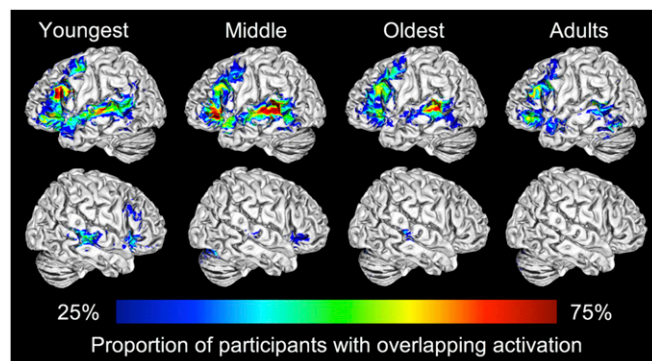 Youngest Middle Oldest Adults
25% 75%
Proportion of participants with overlapping activation